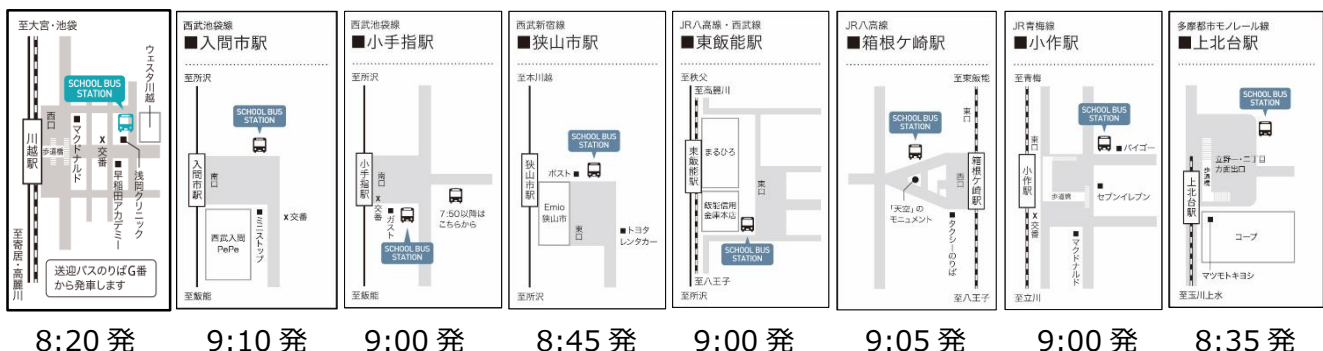 至大宮・池袋
ウェスタ川越
SCHOOL BUS
STATION
西口
川越駅
歩道橋
■マクドナルド
X交番
■早稲田アカデミー
浅岡クリニック
至寄居・高麗川
送迎バスのりばG番
から発車します
8:20 発
西武池袋線
■入間市駅
至所沢
SCHOOL BUS
STATION
入間市駅
南口
X交番
■ミニストップ
西武入間
PePe
至飯能
9:10 発
西武池袋線
■小手指駅
至所沢
小手指駅
南口
X交番
■ガスト
7:50以降は
こちらから
SCHOOL BUS
STATION
至飯能
9:00 発
西武新宿線
■狭山市駅
至本川越
SCHOOL BUS
STATION
ポスト■
狭山市駅
Emio
狭山市
東口
■トヨタ
レンタカー
至所沢
8:45 発
JR八高線・西武線
■東飯能駅
至秩父
至高麗川
東飯能駅
まるひろ
東口
飯能信用
金庫本店
SCHOOL BUS
STATION
至八王子
至所沢
9:00 発
JR八高線
■箱根ケ崎駅
至東飯能
SCHOOL BUS
STATION
箱根ケ崎駅
西口
「天空」の
モニュメント
■タクシーのりば
至八王子
9:05 発
JR青梅線
■小作駅
至青梅
SCHOOL BUS
STATION
東口
■バイゴー
小作駅
歩道橋
■セブンイレブン
X交番
■マクドナルド
至立川
9:00 発
多摩都市モノレール線
■上北台駅
至上北台
SCHOOL BUS
STATION
立野一・二丁目
方面出口
歩道橋
上北台駅
コープ
マツモトキヨシ
至玉川上水
8:35 発